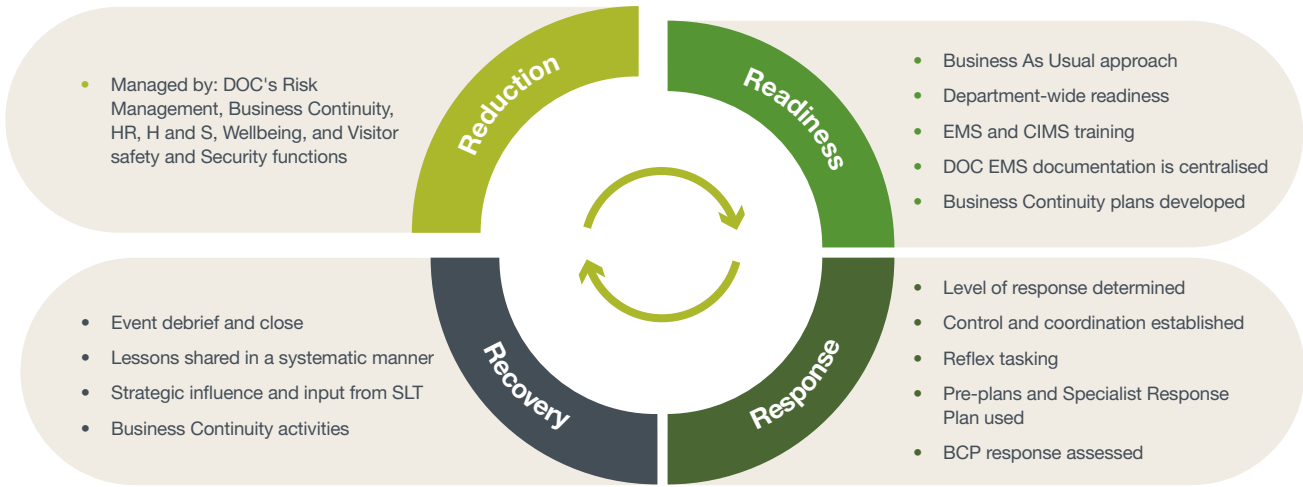 Reduction
• Managed by: DOC's Risk
Management, Business Continuity,
HR, H and S, Wellbeing, and Visitor
safety and Security functions
Readiness
• Business As Usual approach
• Department-wide readiness
• EMS and CIMS training
• DOC EMS documentation is centralised
• Business Continuity plans developed
Response
• Level of response determined
• Control and coordination established
• Reflex tasking
• Pre-plans and Specialist Response
Plan used
• BCP response assessed
Recovery
• Event debrief and close
• Lessons shared in a systematic manner
• Strategic influence and input from SLT
• Business Continuity activities